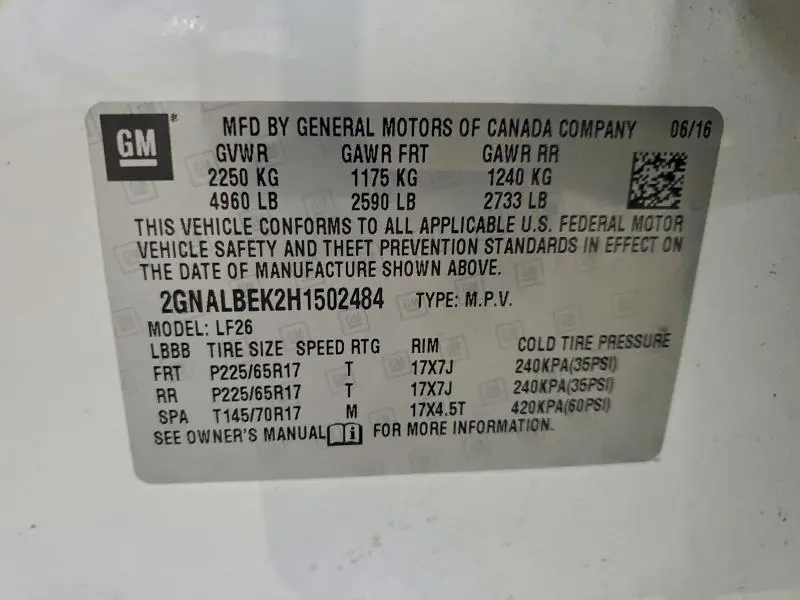 GM
MFD BY GENERAL MOTORS OF CANADA COMPANY 06/16
GVWR GAWR FRT GAWR RR
2250 KG 1175 KG 1240 KG
4960 LB 2590 LB 2733 LB
THIS VEHICLE CONFORMS TO ALL APPLICABLE U.S. FEDERAL MOTOR
VEHICLE SAFETY AND THEFT PREVENTION STANDARDS IN EFFECT ON
THE DATE OF MANUFACTURE SHOWN ABOVE.
2GNALBEK2H1502484 TYPE: M.P.V.
MODEL: LF26
LBBB TIRE SIZE SPEED RTG RIM COLD TIRE PRESSURE
FRT P225/65R17 T 17X7J 240KPA(35PSI)
RR P225/65R17 T 17X7J 240KPA(35PSI)
SPA T145/70R17 M 17X4.5T 420KPA(60PSI)
SEE OWNER'S MANUAL FOR MORE INFORMATION.